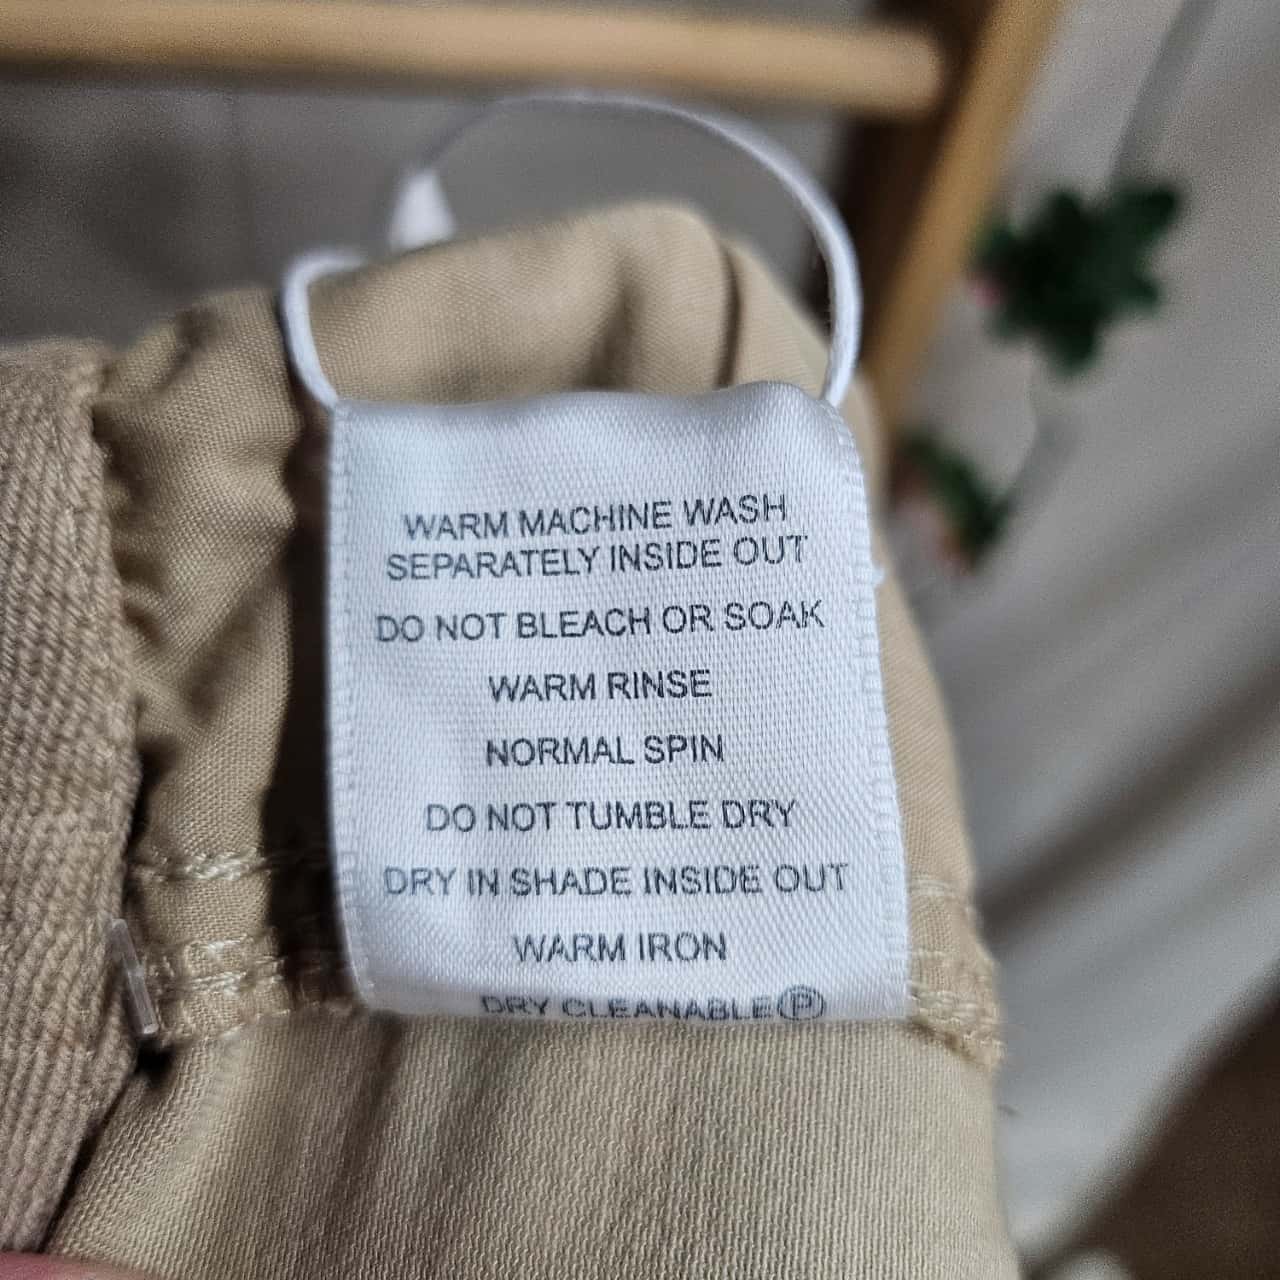 WARM MACHINE WASH
SEPARATELY INSIDE OUT
DO NOT BLEACH OR SOAK
WARM RINSE
NORMAL SPIN
DO NOT TUMBLE DRY
DRY IN SHADE INSIDE OUT
WARM IRON
DRY CLEANABLE Ⓟ